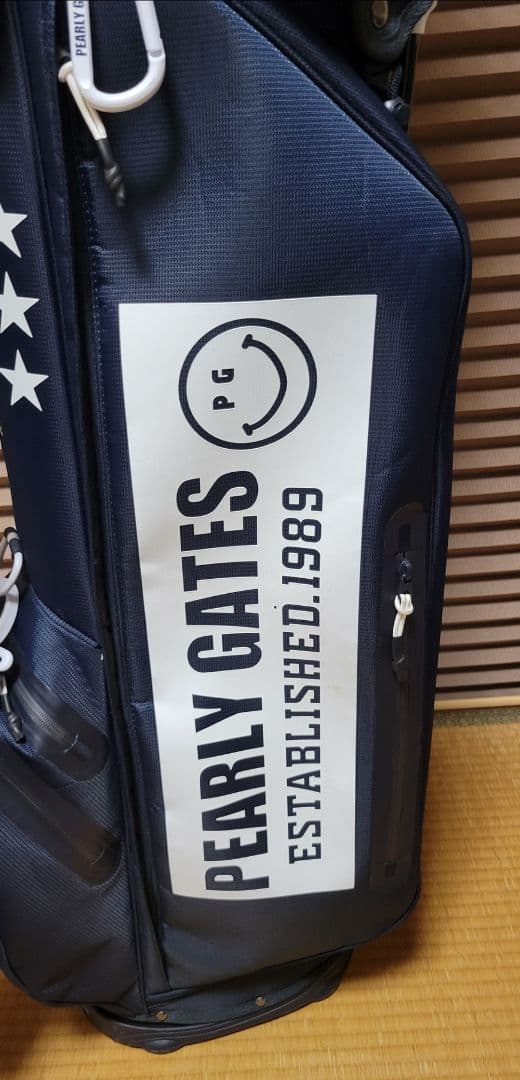 PEARLY G
PG
PEARLY GATES
ESTABLISHED.1989